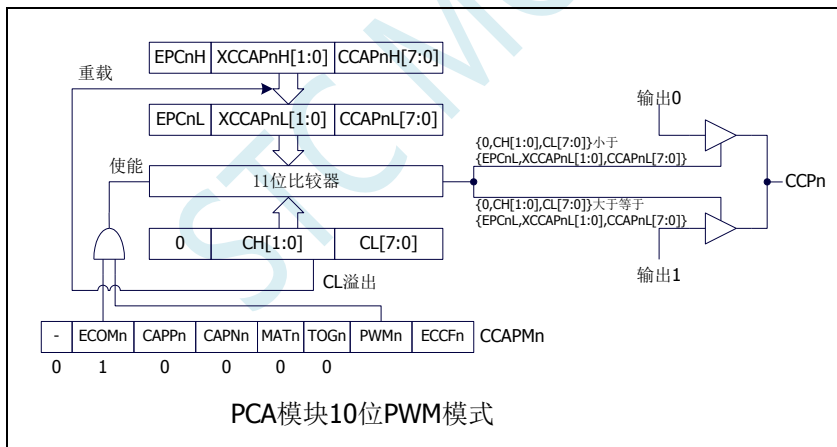 STC MCU
EPCnH XCCAPnH[1:0] CCAPnH[7:0]
重载
EPCnL XCCAPnL[1:0] CCAPnL[7:0]
输出0
使能
{0,CH[1:0],CL[7:0]}小于
{EPCnL,XCCAPnL[1:0],CCAPnL[7:0]}
11位比较器
CCPn
{0,CH[1:0],CL[7:0]}大于等于
{EPCnL,XCCAPnL[1:0],CCAPnL[7:0]}
0 CH[1:0] CL[7:0]
输出1
CL溢出
- ECOMn CAPPn CAPNn MATn TOGn PWMn ECCFn CCAPMn
0 1 0 0 0 0
PCA模块10位PWM模式